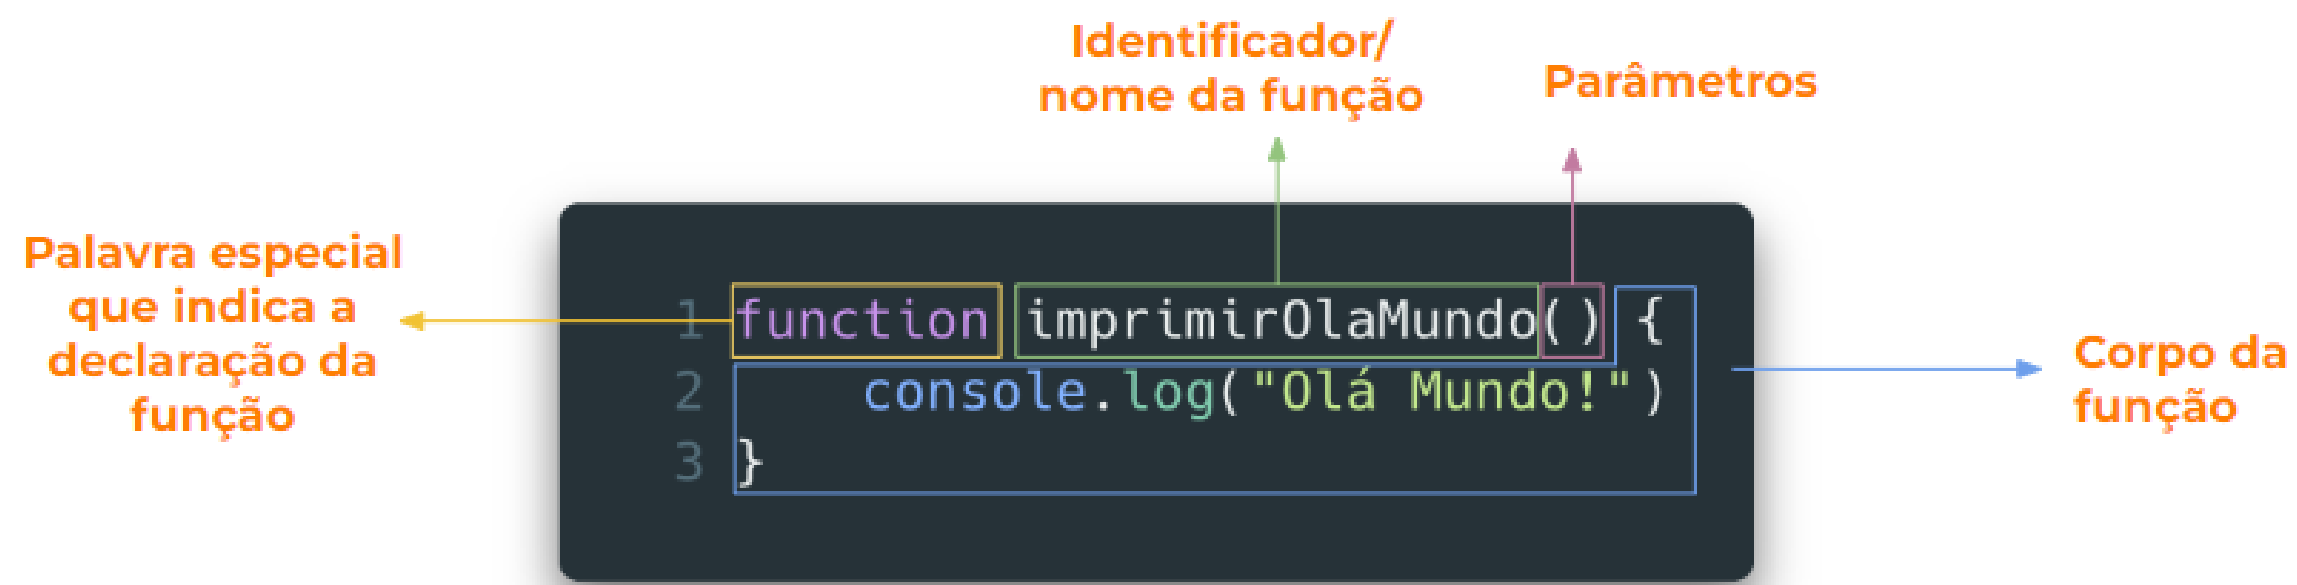 Identificador/
nome da função
Parâmetros
Palavra especial
que indica a
declaração da
função
1 function imprimirOlaMundo() {
2 console.log("Olá Mundo!")
3 }
Corpo da
função